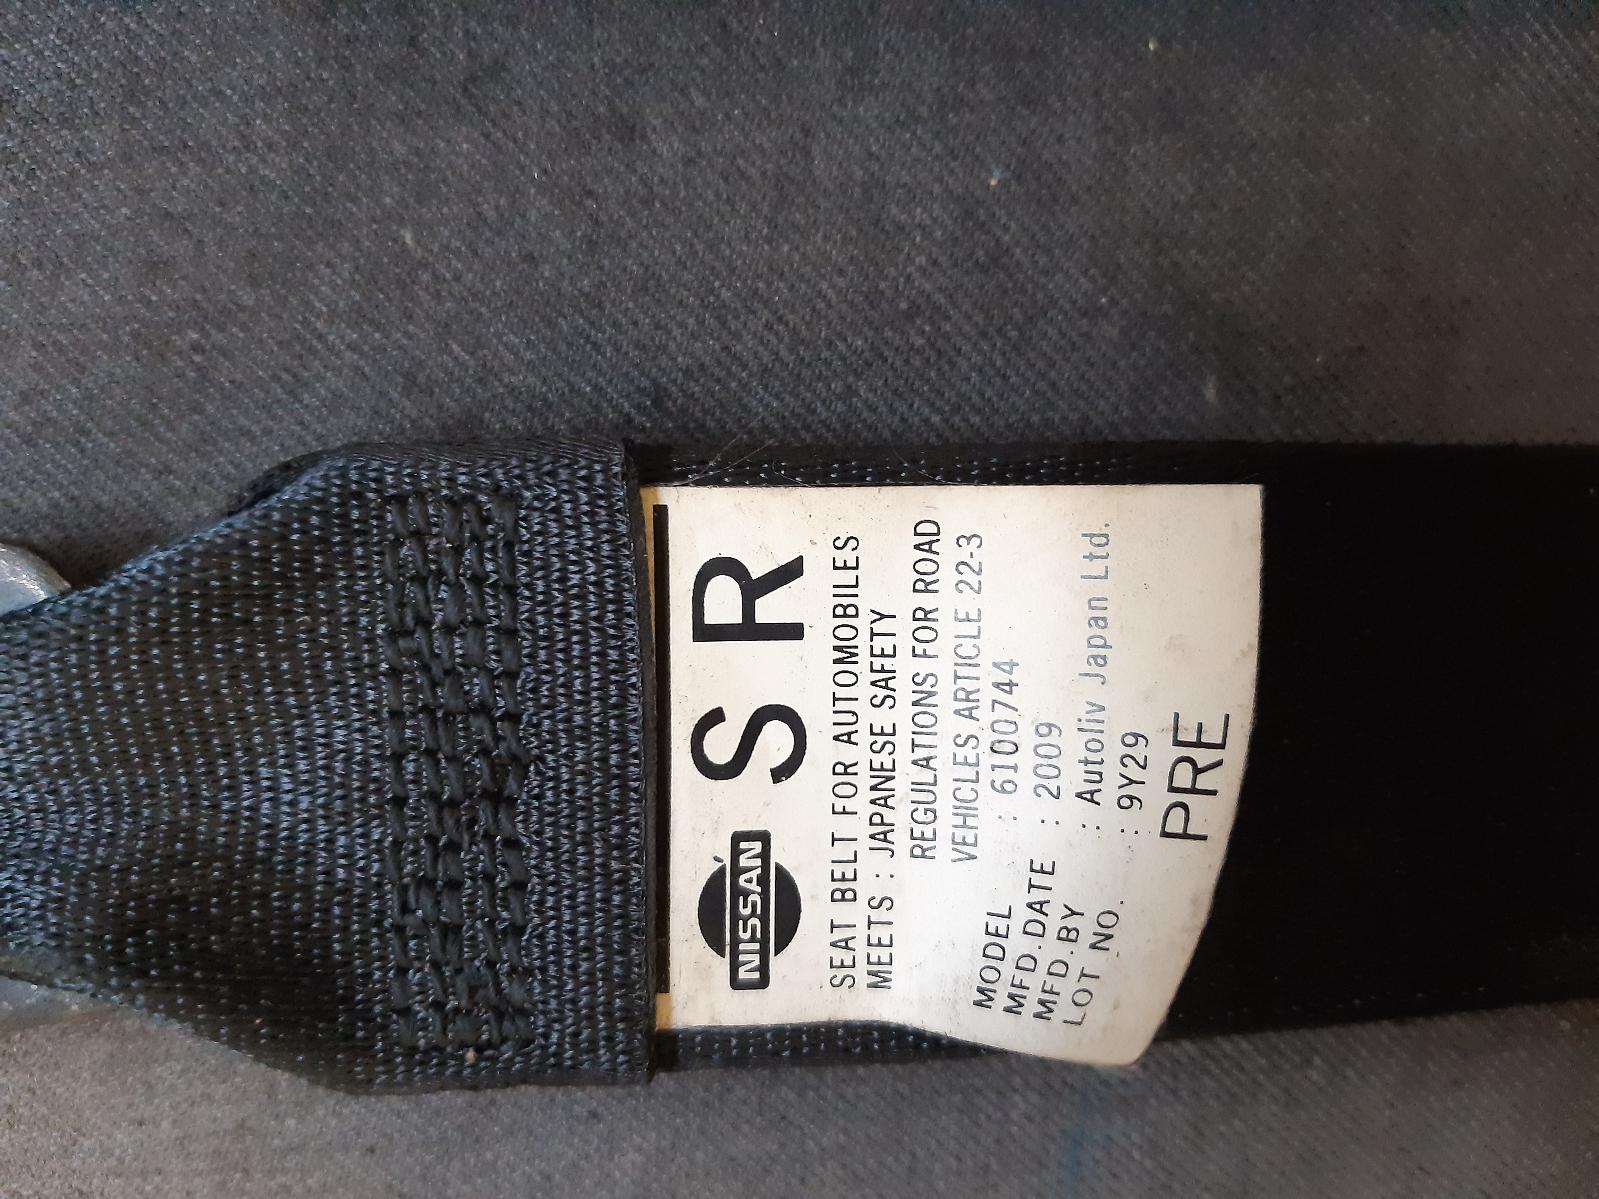 NISSAN S R
SEAT BELT FOR AUTOMOBILES
MEETS : JAPANESE SAFETY
REGULATIONS FOR ROAD
VEHICLES ARTICLE 22-3
MODEL : 6100744
MFD.DATE : 2009
MFD.BY : Autoliv Japan Ltd.
LOT NO. : 9Y29
PRE